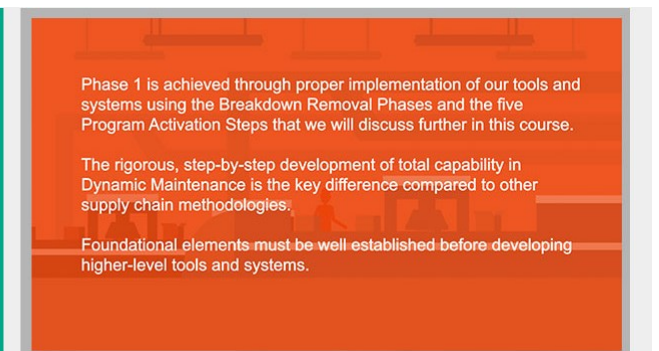 Phase 1 is achieved through proper implementation of our tools and
systems using the Breakdown Removal Phases and the five
Program Activation Steps that we will discuss further in this course.
The rigorous, step-by-step development of total capability in
Dynamic Maintenance is the key difference compared to other
supply chain methodologies.
Foundational elements must be well established before developing
higher-level tools and systems.